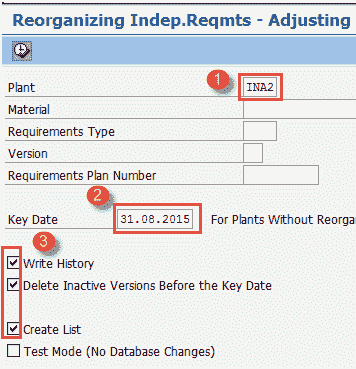 Reorganizing Indep.Reqmts - Adjusting
1
Plant INA2
Material
Requirements Type
Version
Requirements Plan Number
2
Key Date 31.08.2015 For Plants Without Reorga
3
Write History
Delete Inactive Versions Before the Key Date
Create List
Test Mode (No Database Changes)